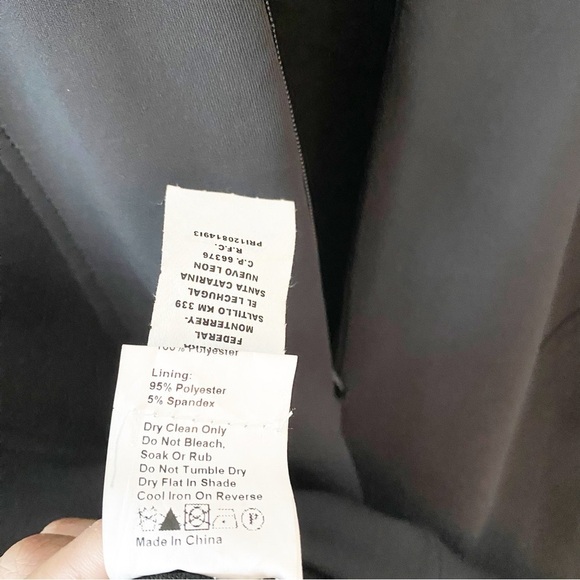 PRI120814913
R.F.C.
C.P. 66376
NUEVO LEON
SANTA CATARINA
EL LECHUGAL
SALTILLO KM 339
MONTERREY-
FEDERAL
100% Polyester
Lining:
95% Polyester
5% Spandex
Dry Clean Only
Do Not Bleach,
Soak Or Rub
Do Not Tumble Dry
Dry Flat In Shade
Cool Iron On Reverse
P
Made In China